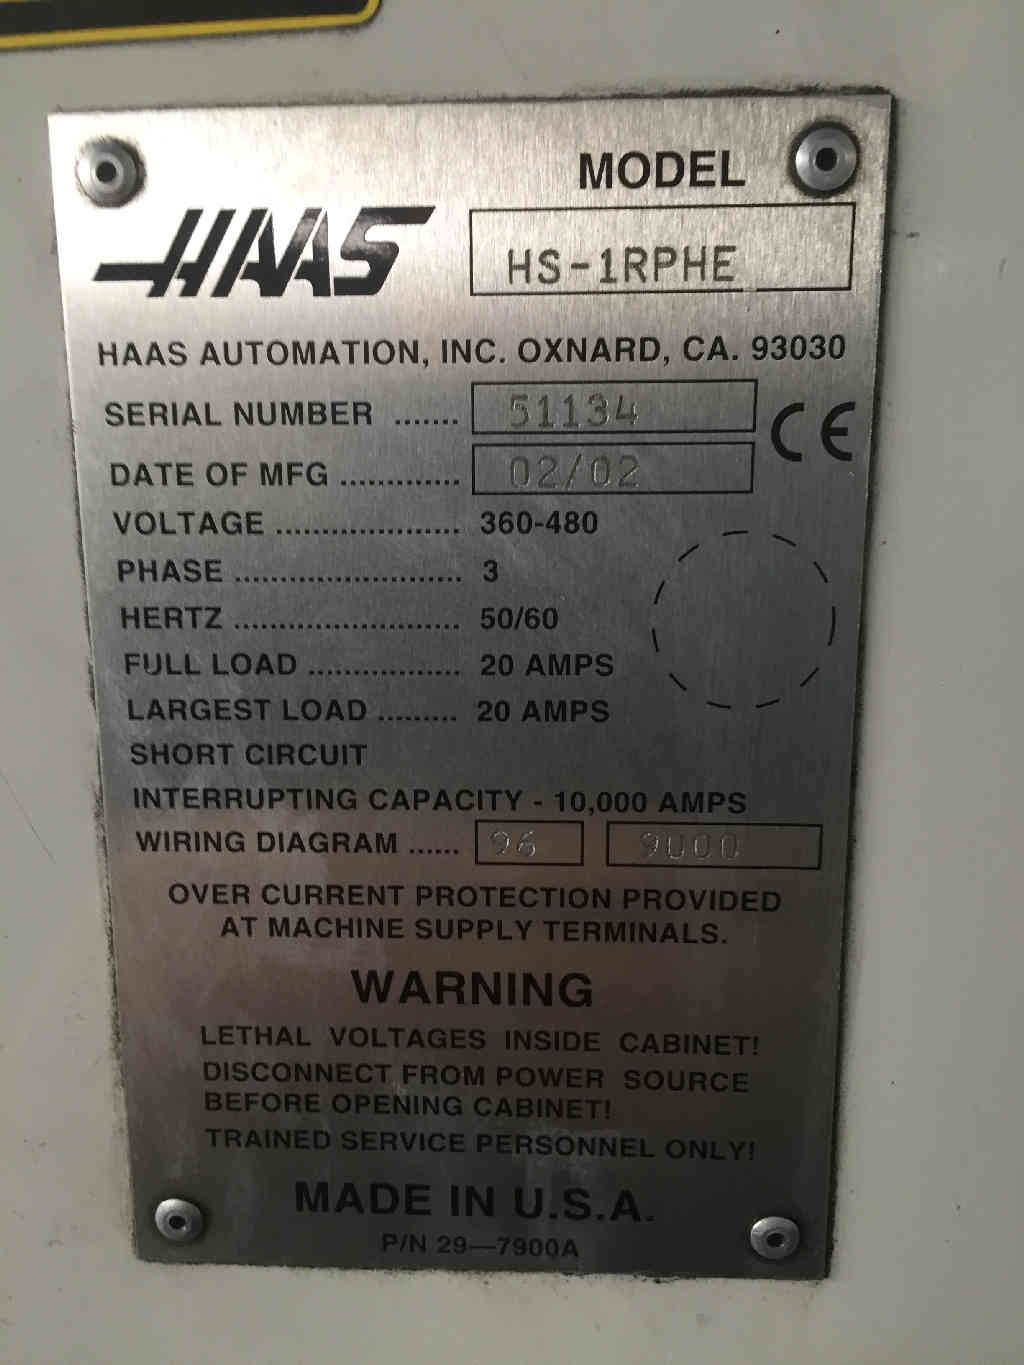 MODEL
HAAS
HS-1RPHE
HAAS AUTOMATION, INC. OXNARD, CA. 93030
SERIAL NUMBER ....... 51134
CE
DATE OF MFG ............. 02/02
VOLTAGE .................... 360-480
PHASE ......................... 3
HERTZ ......................... 50/60
FULL LOAD ................. 20 AMPS
LARGEST LOAD ......... 20 AMPS
SHORT CIRCUIT
INTERRUPTING CAPACITY - 10,000 AMPS
WIRING DIAGRAM ...... 96 9000
OVER CURRENT PROTECTION PROVIDED
AT MACHINE SUPPLY TERMINALS.
WARNING
LETHAL VOLTAGES INSIDE CABINET!
DISCONNECT FROM POWER SOURCE
BEFORE OPENING CABINET!
TRAINED SERVICE PERSONNEL ONLY!
MADE IN U.S.A.
P/N 29—7900A